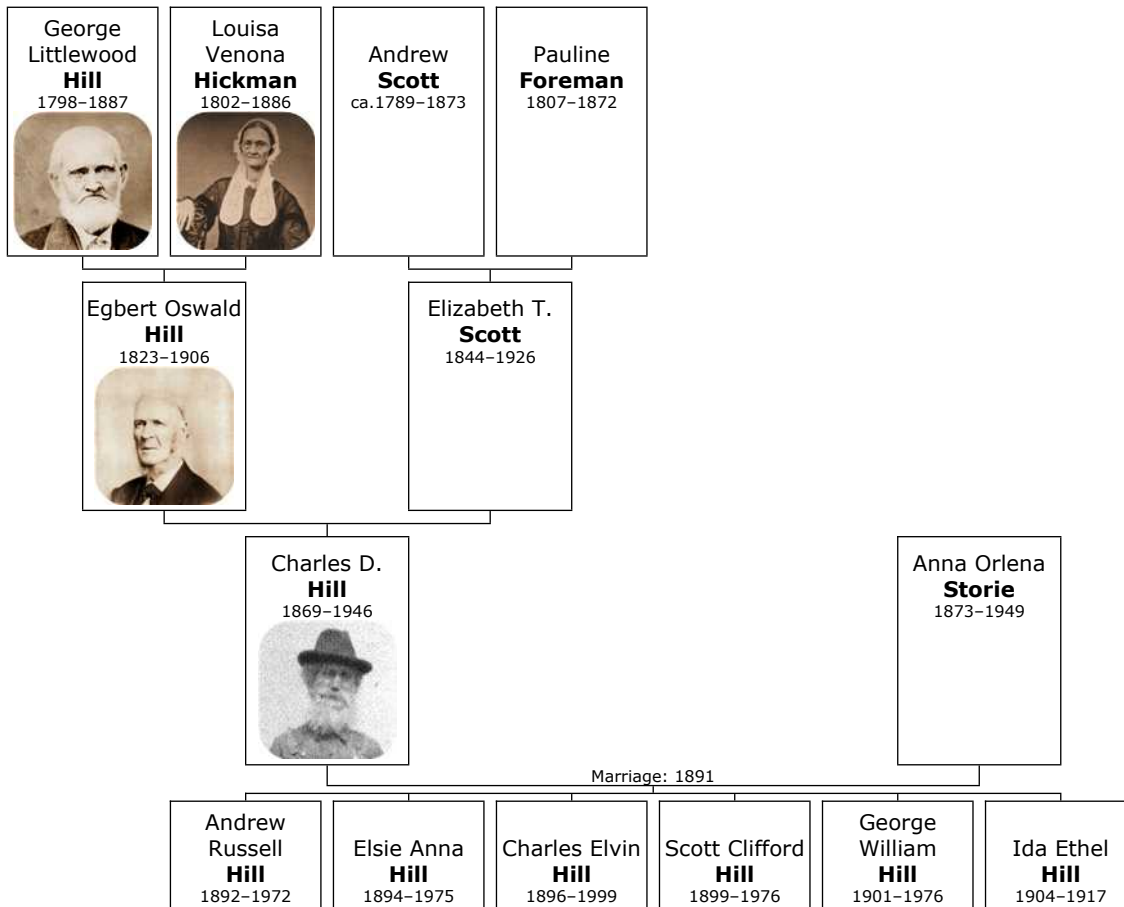 George
Littlewood
Hill
1798–1887
Louisa
Venona
Hickman
1802–1886
Andrew
Scott
ca.1789–1873
Pauline
Foreman
1807–1872
Egbert Oswald
Hill
1823–1906
Elizabeth T.
Scott
1844–1926
Charles D.
Hill
1869–1946
Anna Orlena
Storie
1873–1949
Marriage: 1891
Andrew
Russell
Hill
1892–1972
Elsie Anna
Hill
1894–1975
Charles Elvin
Hill
1896–1999
Scott Clifford
Hill
1899–1976
George
William
Hill
1901–1976
Ida Ethel
Hill
1904–1917